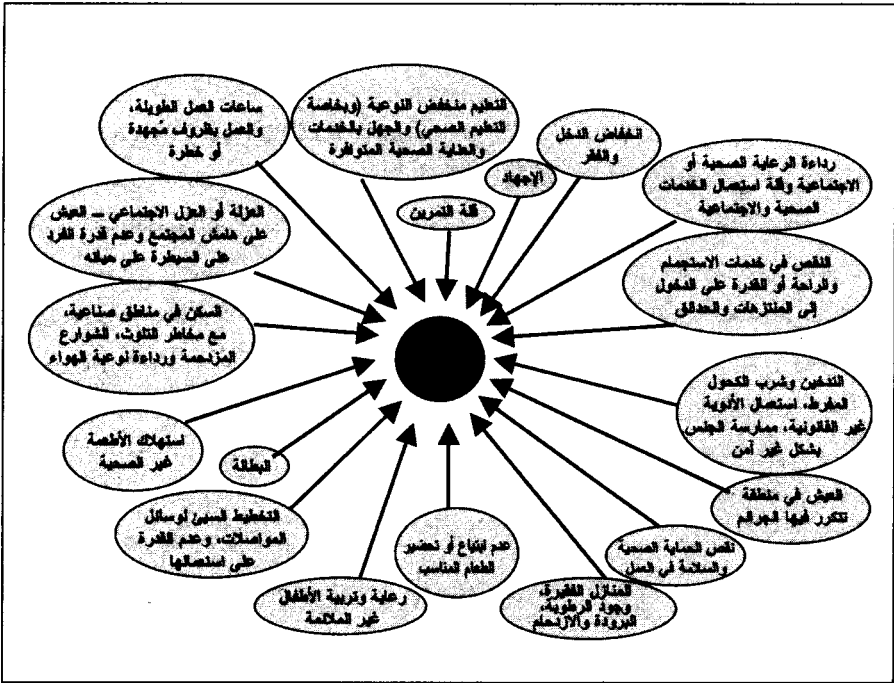 ساعات العمل الطويلة،
والعمل بظروف مُجهدة
أو خطرة
التعليم منخفض النوعية (وبخاصة
التعليم الصحي) والجهل بالخدمات
والعناية الصحية المتوافرة
انخفاض الدخل
والفقر
الإجهاد
قلة التمرين
رداءة الرعاية الصحية أو
الاجتماعية وقلة استعمال الخدمات
الصحية والاجتماعية
العزلة أو العزل الاجتماعي – العيش
على هامش المجتمع وعدم قدرة الفرد
على السيطرة على حياته
النقص في خدمات الاستجمام
والراحة أو القدرة على الدخول
إلى المنتزهات والحدائق
السكن في مناطق صناعية،
مع مخاطر التلوث، الشوارع
المزدحمة ورداءة نوعية الهواء
التدخين وشرب الكحول
المفرط، استعمال الأدوية
غير القانونية، ممارسة الجنس
بشكل غير آمن
استهلاك الأطعمة
غير الصحية
البطالة
العيش في منطقة
تتكرر فيها الجرائم
التخطيط السيئ لوسائل
المواصلات، وعدم القدرة
على استعمالها
عدم ابتياع أو تحضير
الطعام المناسب
نقص الحماية الصحية
والسلامة في العمل
رعاية وتربية الأطفال
غير الملائمة
المنازل الفقيرة،
وجود الرطوبة،
البرودة والازدحام